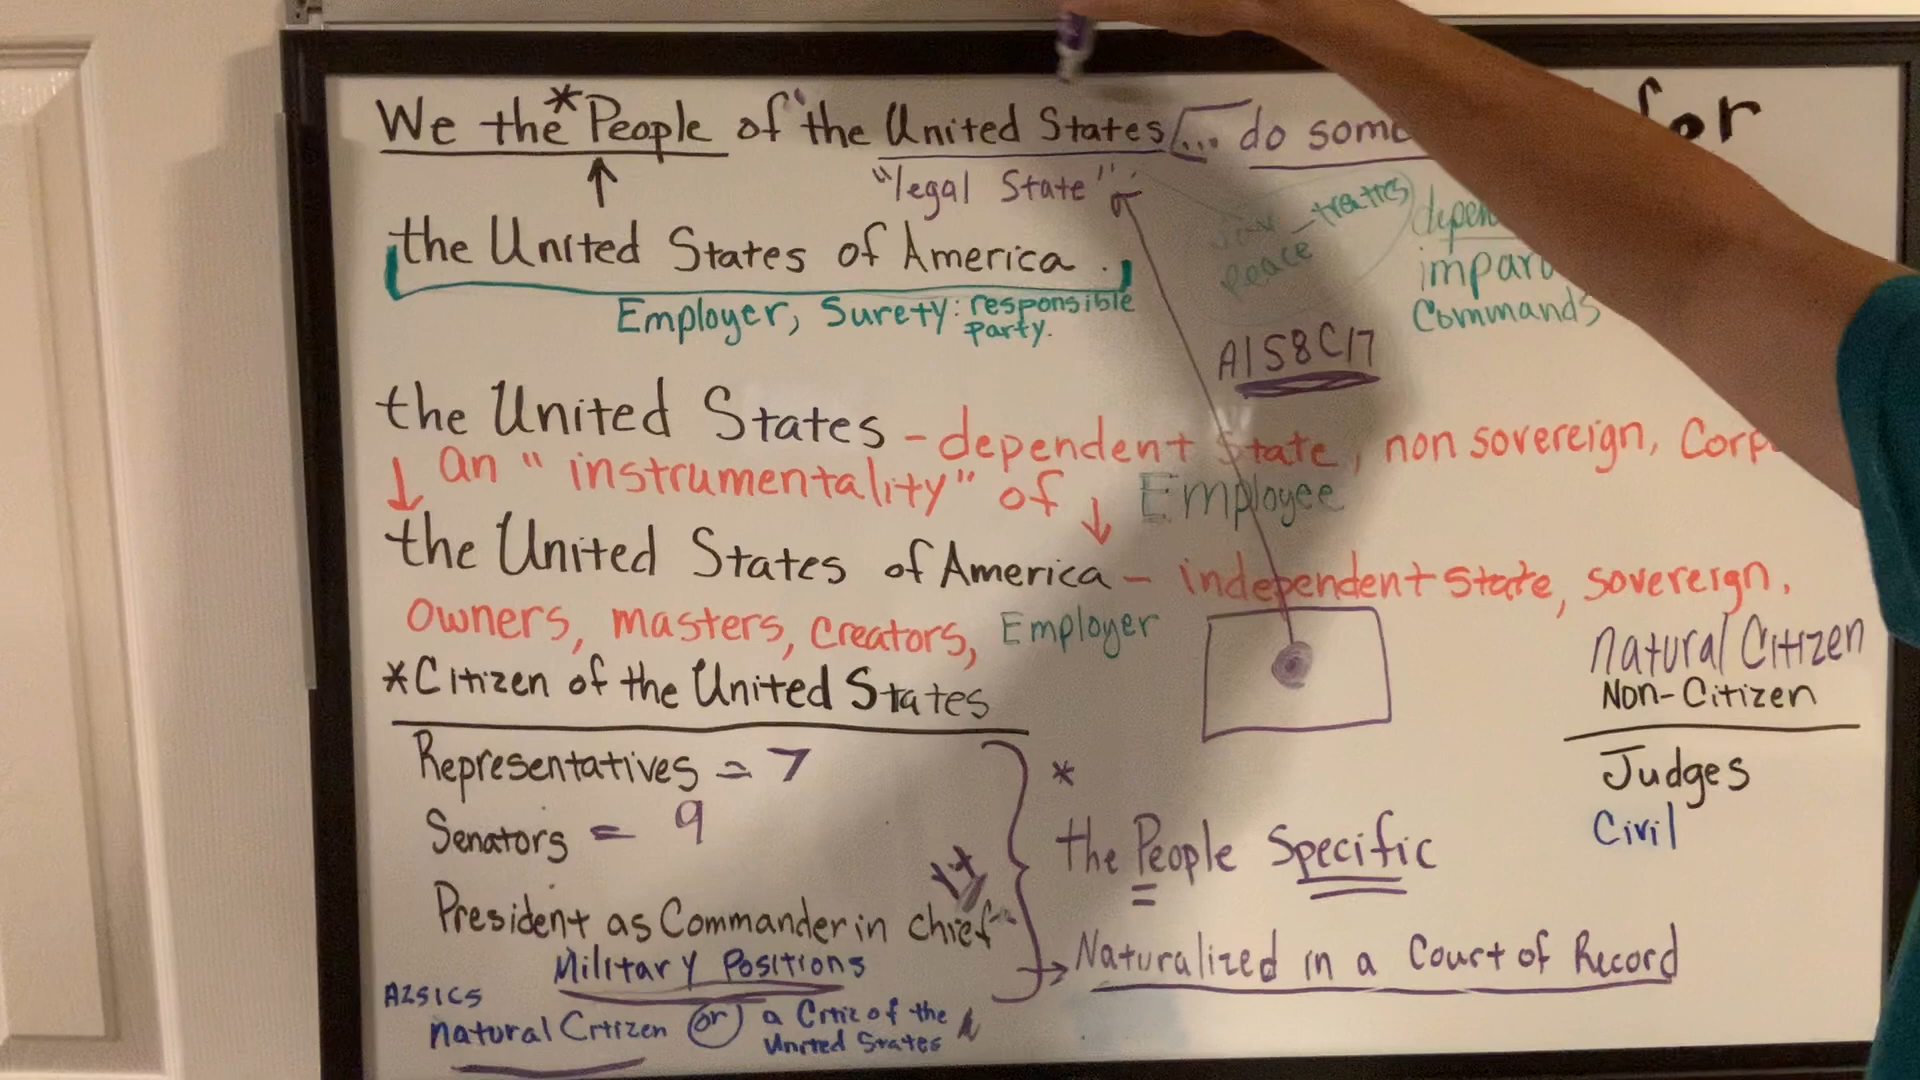 We the *People of the United States/... do some
for
"legal State"
the United States of America.
Employer, Surety: responsible party.
peace treaties
depen
impar
Commands
A1S8C17
the United States - dependent State, non sovereign, Corp
↓ an "instrumentality" of ↓ Employee
the United States of America - independent state, sovereign,
owners, masters, creators, Employer
*Citizen of the United States
natural Citizen
Non-Citizen
Representatives = 7
Judges
Senators = 9
Civil
*
the People Specific
President as Commander in chief
Military Positions
Naturalized in a Court of Record
A2S1C5
natural Citizen or a Citiz of the United States